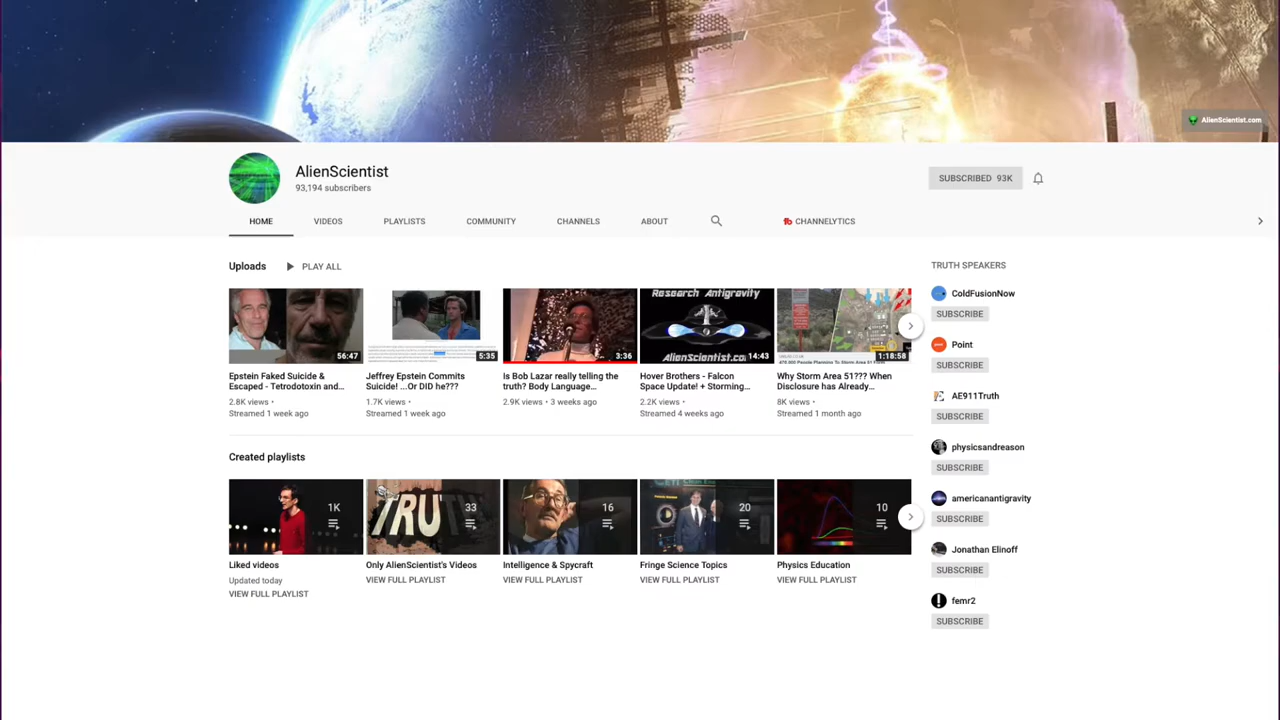 AlienScientist.com
AlienScientist
93,194 subscribers
SUBSCRIBED 93K
HOME
VIDEOS
PLAYLISTS
COMMUNITY
CHANNELS
ABOUT
CHANNELYTICS
Uploads
PLAY ALL
56:47
Epstein Faked Suicide &
Escaped - Tetrodotoxin and...
2.8K views •
Streamed 1 week ago
5:35
Jeffrey Epstein Commits
Suicide! ...Or DID he???
1.7K views •
Streamed 1 week ago
3:36
Is Bob Lazar really telling the
truth? Body Language...
2.9K views • 3 weeks ago
Research Antigravity
AlienScientist.co
14:43
Hover Brothers - Falcon
Space Update! + Storming...
2.2K views •
Streamed 4 weeks ago
1:18:58
Why Storm Area 51??? When
Disclosure has Already...
8K views •
Streamed 1 month ago
Created playlists
1K
Liked videos
Updated today
VIEW FULL PLAYLIST
TRUT
33
Only AlienScientist's Videos
VIEW FULL PLAYLIST
16
Intelligence & Spycraft
VIEW FULL PLAYLIST
20
Fringe Science Topics
VIEW FULL PLAYLIST
10
Physics Education
VIEW FULL PLAYLIST
TRUTH SPEAKERS
ColdFusionNow
SUBSCRIBE
Point
SUBSCRIBE
AE911Truth
SUBSCRIBE
physicsandreason
SUBSCRIBE
americanantigravity
SUBSCRIBE
Jonathan Elinoff
SUBSCRIBE
femr2
SUBSCRIBE